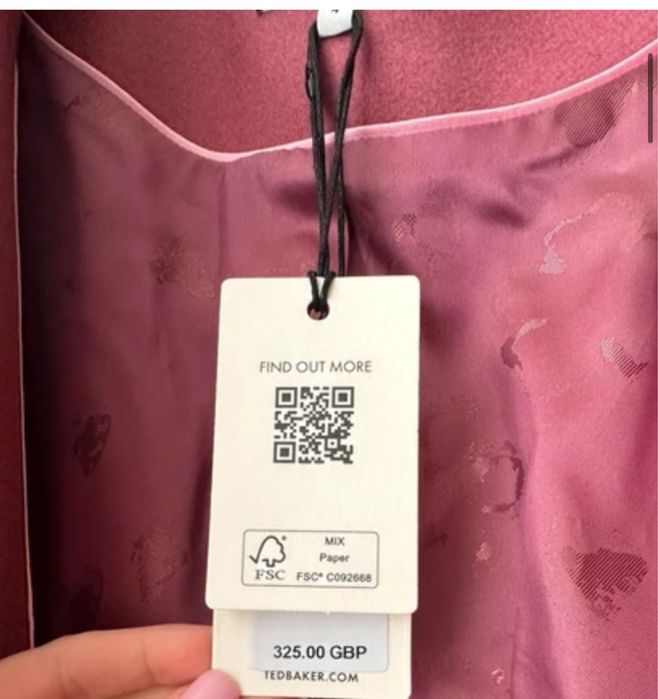 FIND OUT MORE
FSC
MIX
Paper
FSC® C092668
325.00 GBP
TEDBAKER.COM